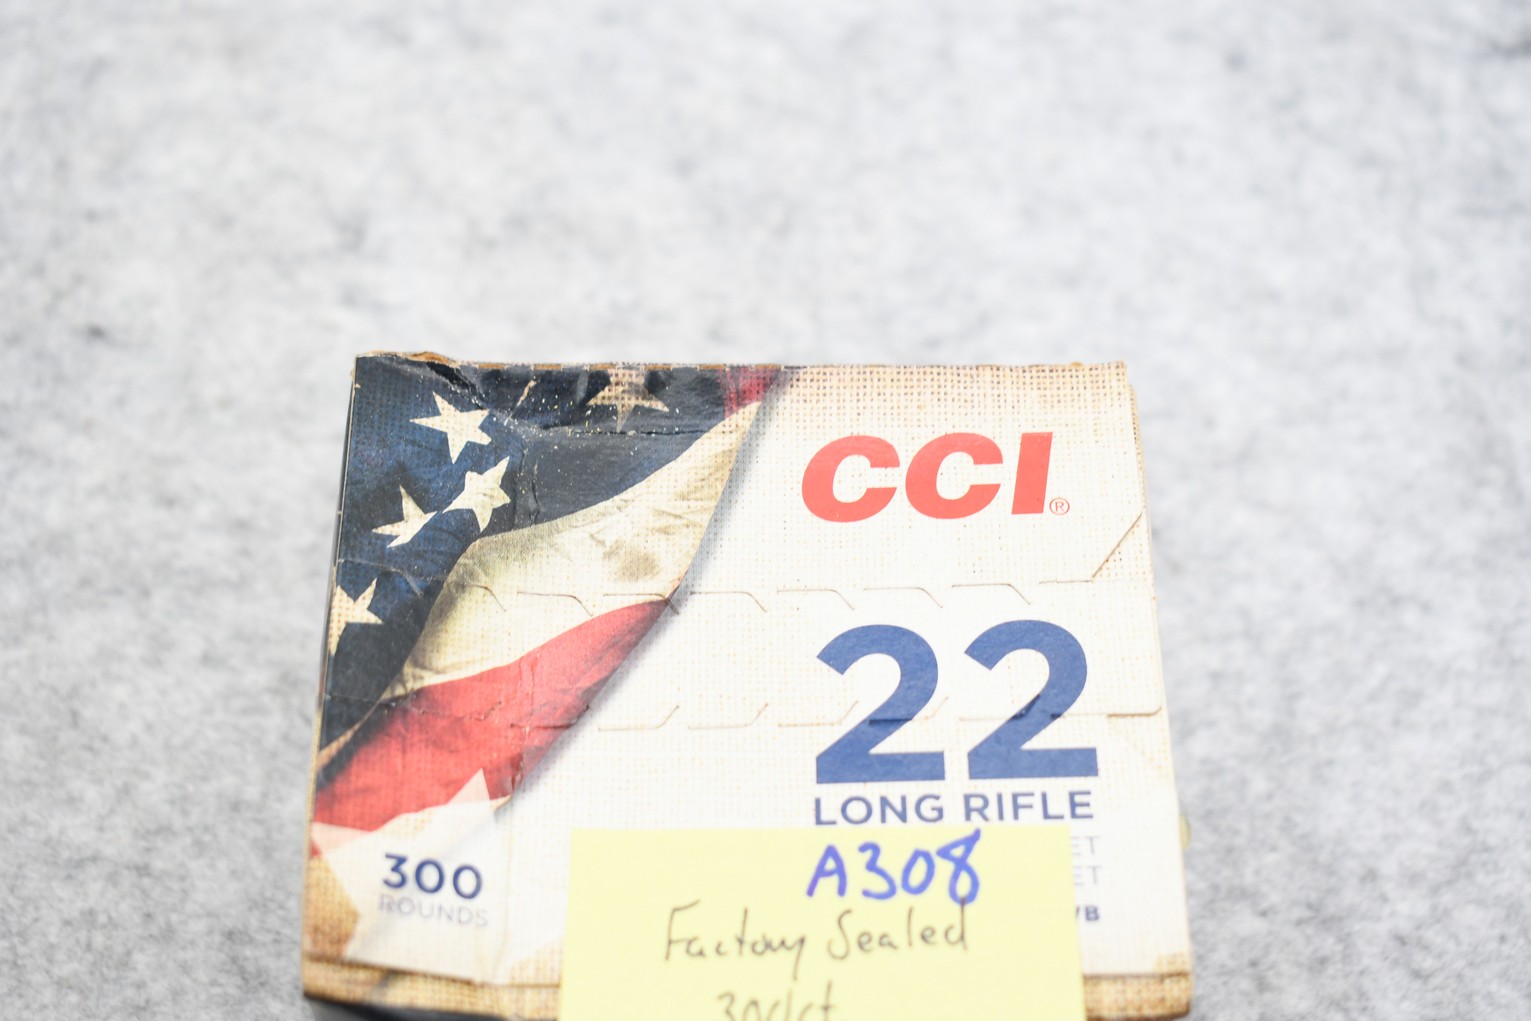 CCI®
22
LONG RIFLE
300
ROUNDS
A308
Factory Sealed